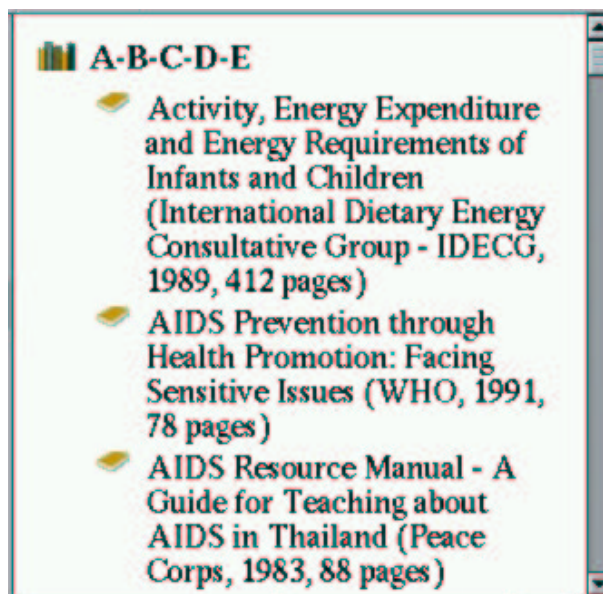 A-B-C-D-E
Activity, Energy Expenditure
and Energy Requirements of
Infants and Children
(International Dietary Energy
Consultative Group - IDECG,
1989, 412 pages)
AIDS Prevention through
Health Promotion: Facing
Sensitive Issues (WHO, 1991,
78 pages)
AIDS Resource Manual - A
Guide for Teaching about
AIDS in Thailand (Peace
Corps, 1983, 88 pages)